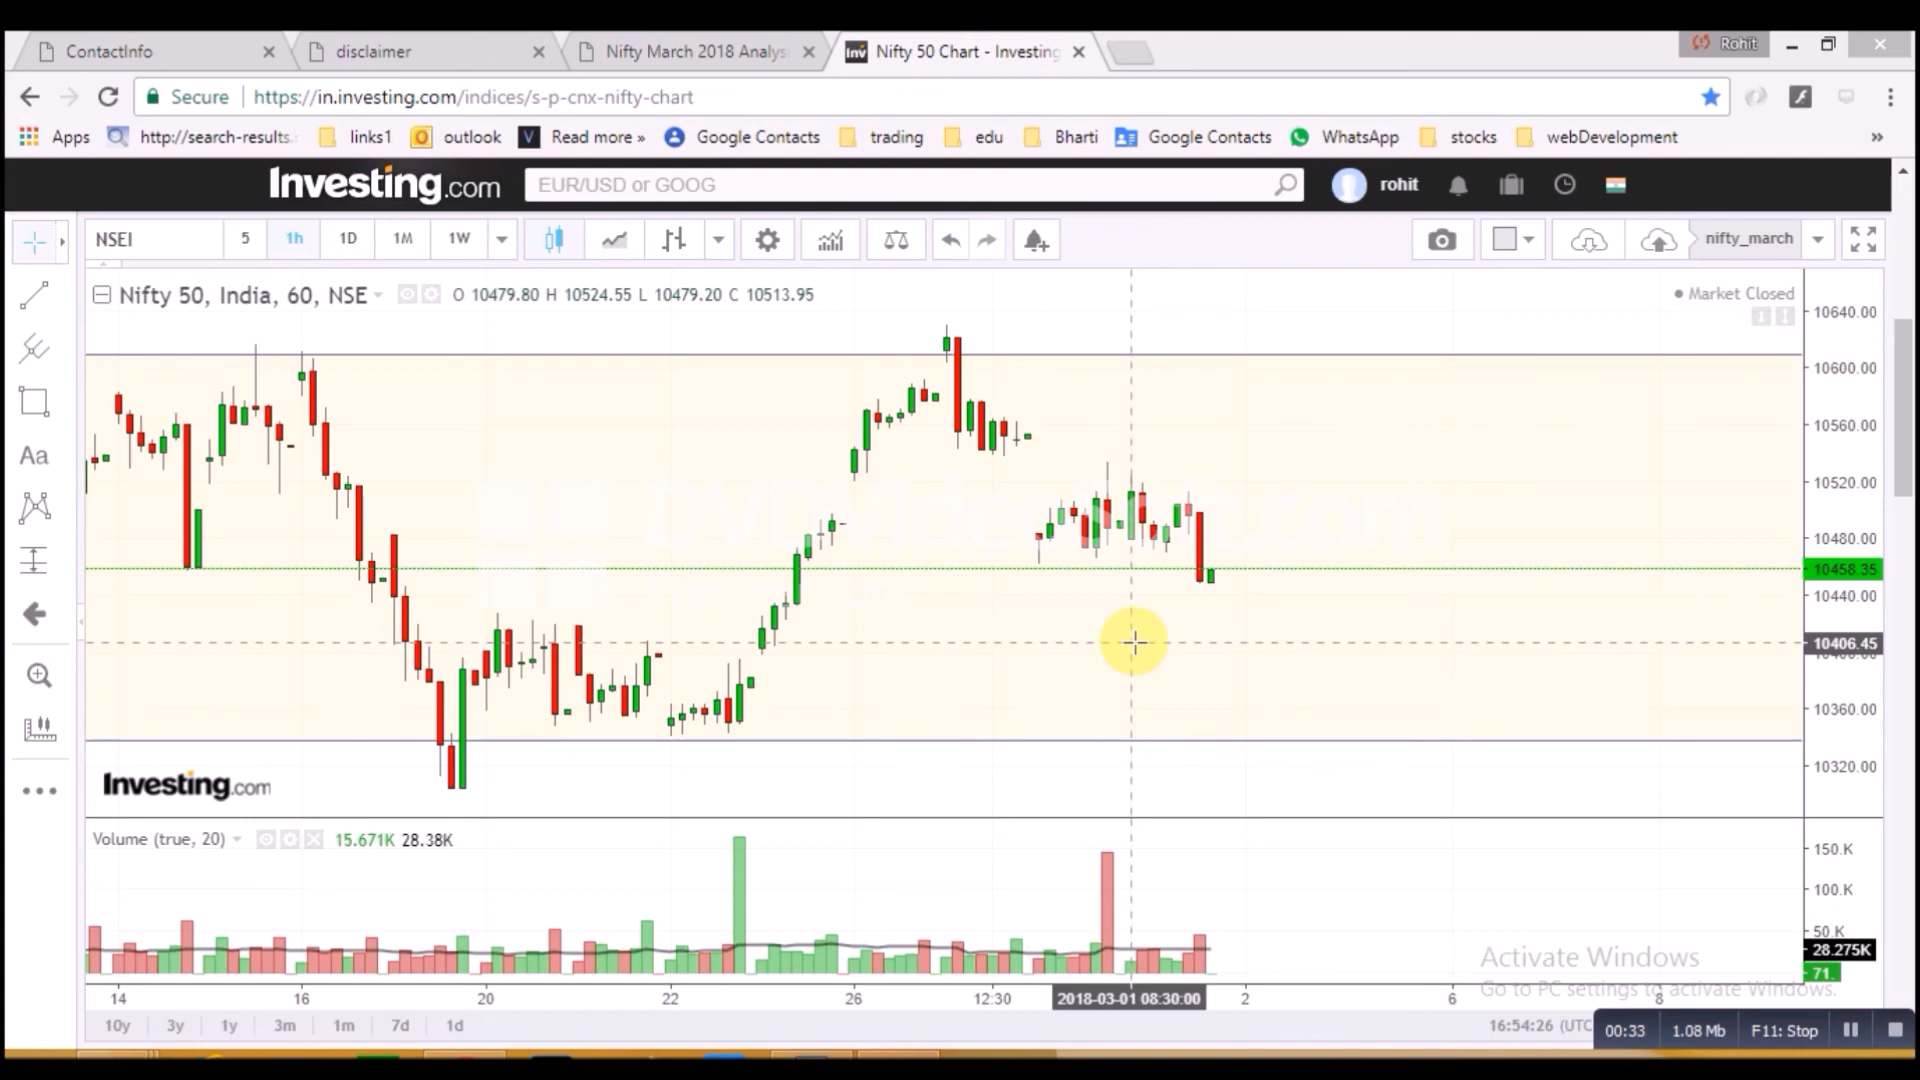 ContactInfo
disclaimer
Nifty March 2018 Analys
Nifty 50 Chart - Investing
Rohit
Secure
https://in.investing.com/indices/s-p-cnx-nifty-chart
Apps
http://search-results.
links1
outlook
Read more »
Google Contacts
trading
edu
Bharti
Google Contacts
WhatsApp
stocks
webDevelopment
»
Investing.com
EUR/USD or GOOG
rohit
NSEI
5
1h
1D
1M
1W
nifty_march
Nifty 50, India, 60, NSE
O 10479.80 H 10524.55 L 10479.20 C 10513.95
Market Closed
10640.00
10600.00
10560.00
10520.00
10480.00
10458.35
10440.00
10406.45
10360.00
10320.00
Aa
Investing.com
Volume (true, 20)
15.671K 28.38K
150.K
100.K
50.K
28.275K
71.
Activate Windows
Go to PC settings to activate Windows.
14
16
20
22
26
12:30
2018-03-01 08:30:00
2
6
8
10y
3y
1y
3m
1m
7d
1d
16:54:26 (UTC
00:33
1.08 Mb
F11: Stop